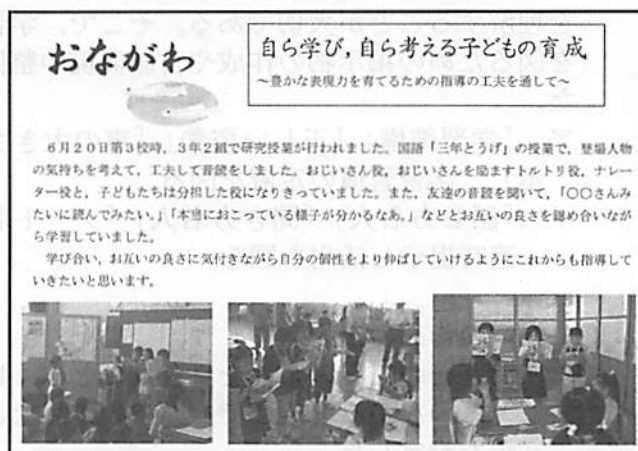 おながわ
自ら学び,自ら考える子どもの育成
~豊かな表現力を育てるための指導の工夫を通して~
6月20日第3校時,3年2組で研究授業が行われました。国語「三年とうげ」の授業で,登場人物
の気持ちを考えて,工夫して音読をしました。おじいさん役,おじいさんを励ますトルトリ役,ナレー
ター役と,子どもたちは分担した役になりきっていました。また,友達の音読を聞いて,「〇〇さんみ
たいに読んでみたい。」「本当におこっている様子が分かるなあ。」などとお互いの良さを認め合いなが
ら学習していました。
学び合い,お互いの良さに気付きながら自分の個性をより伸ばしていけるようにこれからも指導して
いきたいと思います。